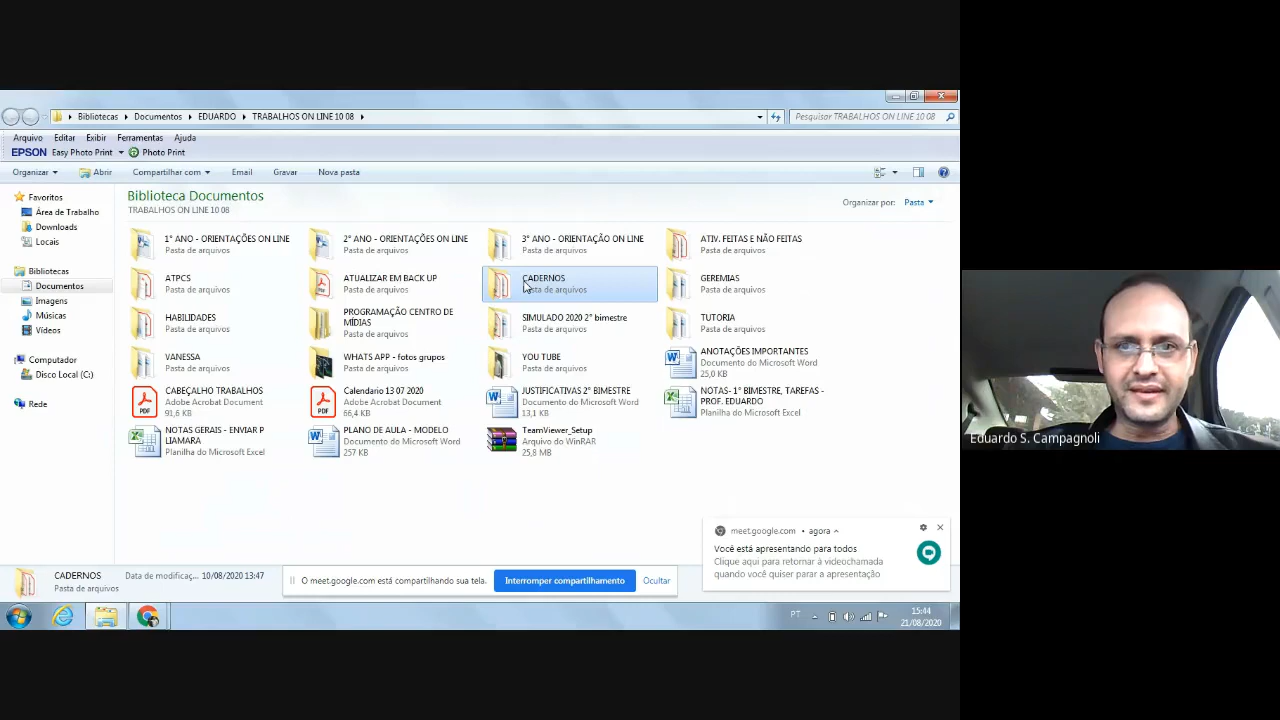 Bibliotecas ▸ Documentos ▸ EDUARDO ▸ TRABALHOS ON LINE 10 08 ▸
Pesquisar TRABALHOS ON LINE 10 08
Arquivo Editar Exibir Ferramentas Ajuda
EPSON Easy Photo Print Photo Print
Organizar Abrir Compartilhar com Email Gravar Nova pasta
Favoritos
Área de Trabalho
Downloads
Locais
Bibliotecas
Documentos
Imagens
Músicas
Vídeos
Computador
Disco Local (C:)
Rede
Biblioteca Documentos
TRABALHOS ON LINE 10 08
Organizar por: Pasta
1° ANO - ORIENTAÇÕES ON LINE
Pasta de arquivos
2° ANO - ORIENTAÇÕES ON LINE
Pasta de arquivos
3° ANO - ORIENTAÇÃO ON LINE
Pasta de arquivos
ATIV. FEITAS E NÃO FEITAS
Pasta de arquivos
ATPCS
Pasta de arquivos
ATUALIZAR EM BACK UP
Pasta de arquivos
CADERNOS
Pasta de arquivos
GEREMIAS
Pasta de arquivos
HABILIDADES
Pasta de arquivos
PROGRAMAÇÃO CENTRO DE
MÍDIAS
Pasta de arquivos
SIMULADO 2020 2° bimestre
Pasta de arquivos
TUTORIA
Pasta de arquivos
VANESSA
Pasta de arquivos
WHATS APP - fotos grupos
Pasta de arquivos
YOU TUBE
Pasta de arquivos
ANOTAÇÕES IMPORTANTES
Documento do Microsoft Word
25,0 KB
CABEÇALHO TRABALHOS
Adobe Acrobat Document
91,6 KB
Calendario 13 07 2020
Adobe Acrobat Document
66,4 KB
JUSTIFICATIVAS 2° BIMESTRE
Documento do Microsoft Word
13,1 KB
NOTAS- 1° BIMESTRE, TAREFAS -
PROF. EDUARDO
Planilha do Microsoft Excel
NOTAS GERAIS - ENVIAR P
LIAMARA
Planilha do Microsoft Excel
PLANO DE AULA - MODELO
Documento do Microsoft Word
257 KB
TeamViewer_Setup
Arquivo do WinRAR
25,8 MB
meet.google.com • agora
Você está apresentando para todos
Clique aqui para retornar à videochamada
quando você quiser parar a apresentação
CADERNOS Data de modificaç... 10/08/2020 13:47
Pasta de arquivos
O meet.google.com está compartilhando sua tela. Interromper compartilhamento Ocultar
PT 15:44
21/08/2020
Eduardo S. Campagnoli